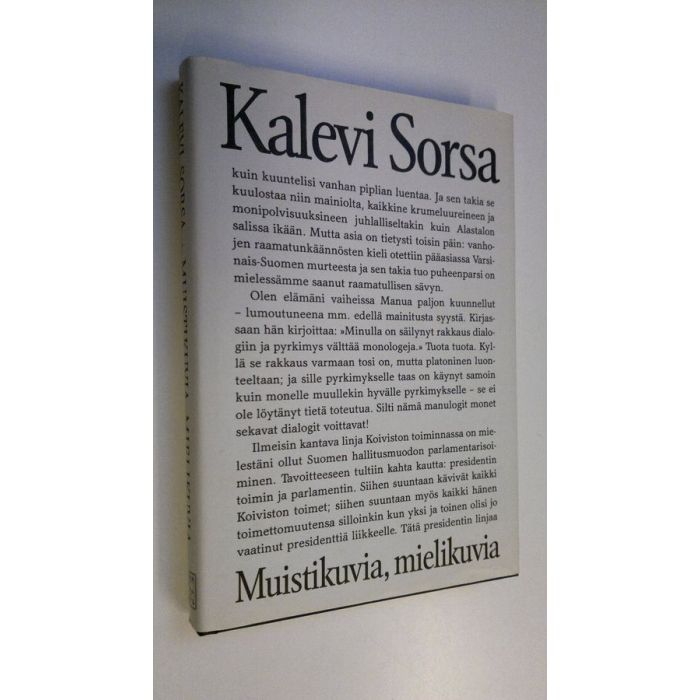 Kalevi Sorsa
kuin kuuntelisi vanhan piplian luentaa. Ja sen takia se
kuulostaa niin mainiolta, kaikkine krumeluureineen ja
monipolvisuuksineen juhlalliseltakin kuin Alastalon
salissa ikään. Mutta asia on tietysti toisin päin: vanho-
jen raamatunkäännösten kieli otettiin pääasiassa Varsi-
nais-Suomen murteesta ja sen takia tuo puheenparsi on
mielessämme saanut raamatullisen sävyn.
Olen elämäni vaiheissa Manua paljon kuunnellut
– lumoutuneena mm. edellä mainitusta syystä. Kirjas-
saan hän kirjoittaa: »Minulla on säilynyt rakkaus dialo-
giin ja pyrkimys välttää monologeja.» Tuota tuota. Kyl-
lä se rakkaus varmaan tosi on, mutta platoninen luon-
teeltaan; ja sille pyrkimykselle taas on käynyt samoin
kuin monelle muullekin hyvälle pyrkimykselle – se ei
ole löytänyt tietä toteutua. Silti nämä manulogit monet
sekavat dialogit voittavat!
Ilmeisin kantava linja Koiviston toiminnassa on mie-
lestäni ollut Suomen hallitusmuodon parlamentarisoi-
minen. Tavoitteeseen tultiin kahta kautta: presidentin
toimin ja parlamentin. Siihen suuntaan kävivät kaikki
Koiviston toimet; siihen suuntaan myös kaikki hänen
toimettomuutensa silloinkin kun yksi ja toinen olisi jo
vaatinut presidenttiä liikkeelle. Tätä presidentin linjaa
Muistikuvia, mielikuvia
KALEVI SORSA MUISTIKUVIA, MIELIKUVIA